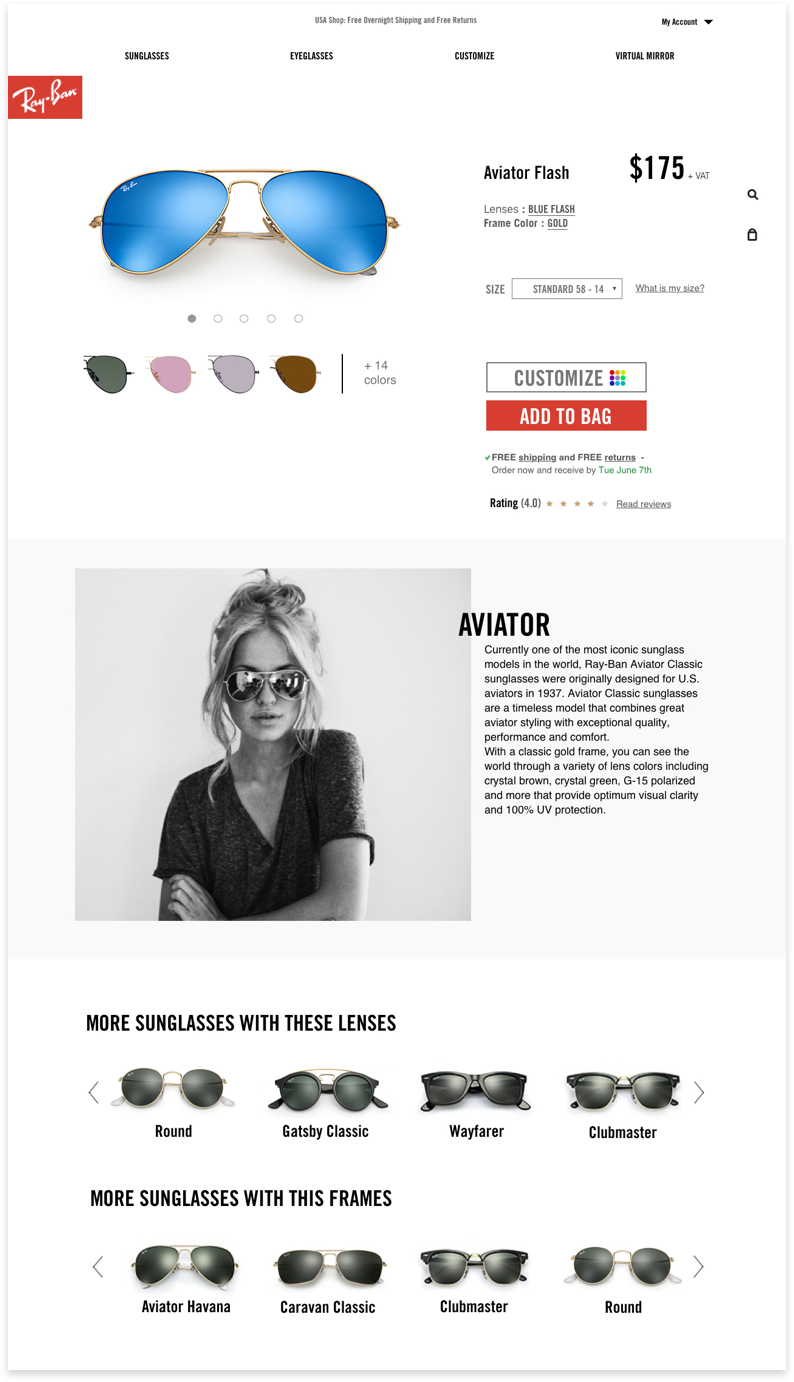 USA Shop: Free Overnight Shipping and Free Returns
My Account
SUNGLASSES
EYEGLASSES
CUSTOMIZE
VIRTUAL MIRROR
Ray-Ban
Ray-Ban
Aviator Flash
$175 + VAT
Lenses : BLUE FLASH
Frame Color : GOLD
SIZE
STANDARD 58 - 14
What is my size?
+ 14
colors
CUSTOMIZE
ADD TO BAG
FREE shipping and FREE returns -
Order now and receive by Tue June 7th
Rating (4.0)
Read reviews
AVIATOR
Currently one of the most iconic sunglass
models in the world, Ray-Ban Aviator Classic
sunglasses were originally designed for U.S.
aviators in 1937. Aviator Classic sunglasses
are a timeless model that combines great
aviator styling with exceptional quality,
performance and comfort.
With a classic gold frame, you can see the
world through a variety of lens colors including
crystal brown, crystal green, G-15 polarized
and more that provide optimum visual clarity
and 100% UV protection.
MORE SUNGLASSES WITH THESE LENSES
Round
Gatsby Classic
Wayfarer
Clubmaster
MORE SUNGLASSES WITH THIS FRAMES
Aviator Havana
Caravan Classic
Clubmaster
Round